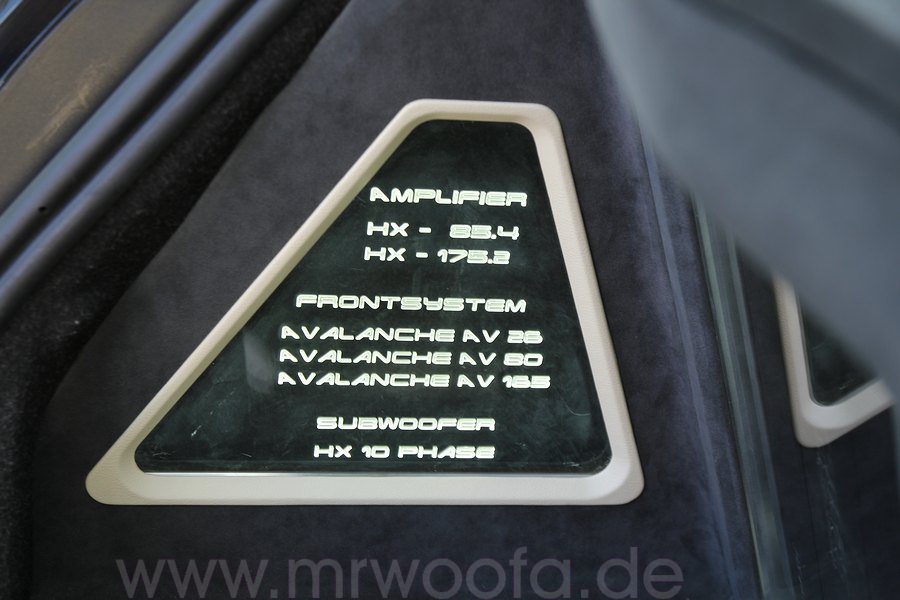 AMPLIFIER
HX - 85.4
HX - 175.2
FRONTSYSTEM
AVALANCHE AV 28
AVALANCHE AV 80
AVALANCHE AV 165
SUBWOOFER
HX 10 PHASE
www.mrwoofa.de